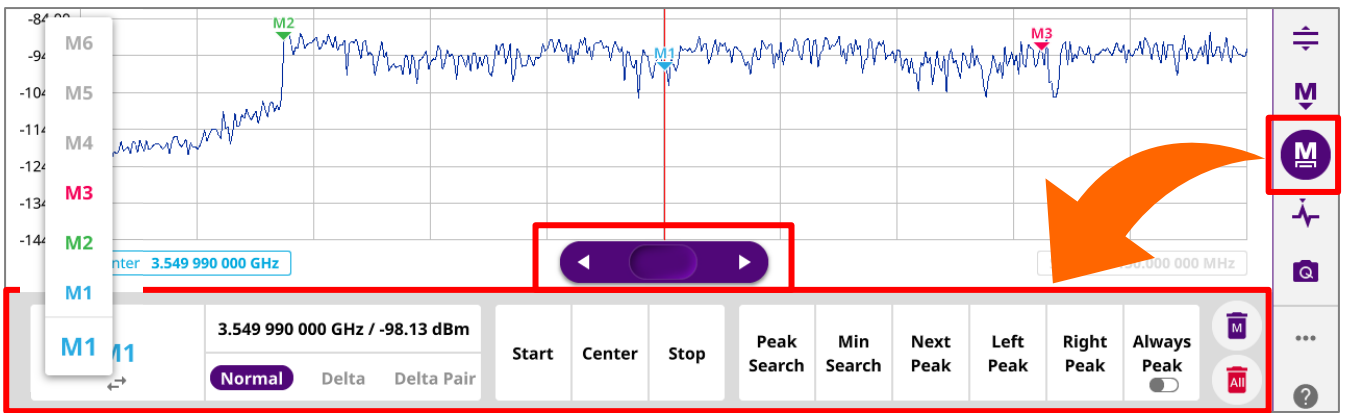 -84.00
M2
M6
M3
-94
M1
M5
-104
M
M4
-114
M
-124
M3
-134
M2
-144
nter 3.549 990 000 GHz
.000 000 MHz
M1
3.549 990 000 GHz / -98.13 dBm
M
M1
M1
Start
Center
Stop
Peak Search
Min Search
Next Peak
Left Peak
Right Peak
Always Peak
Normal
Delta
Delta Pair
All
?